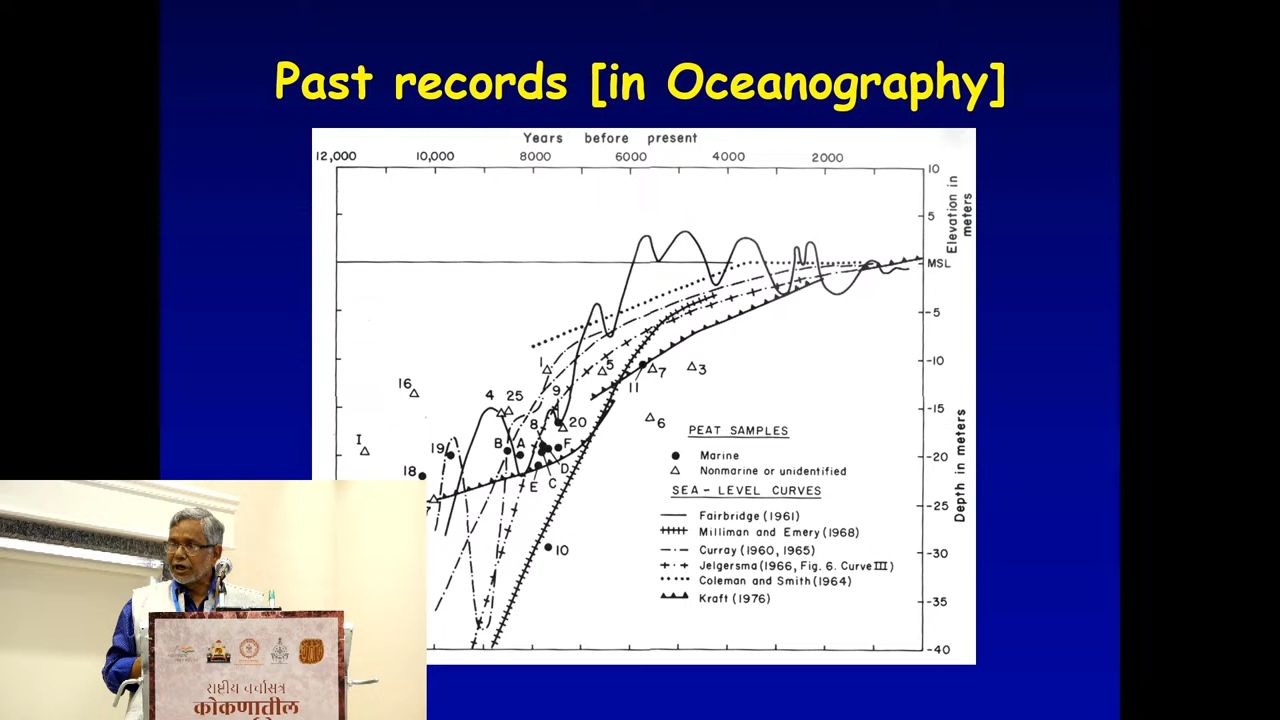 Past records [in Oceanography]
Years before present
12,000 10,000 8000 6000 4000 2000
10
5
MSL
-5
-10
-15
-20
-25
-30
-35
-40
Elevation in meters
Depth in meters
16
I
18
19
4
25
B
A
8
9
1
20
F
D
C
E
10
5
11
7
3
6
PEAT SAMPLES
Marine
Nonmarine or unidentified
SEA-LEVEL CURVES
Fairbridge (1961)
Milliman and Emery (1968)
Curray (1960, 1965)
Jelgersma (1966, Fig. 6. Curve III)
Coleman and Smith (1964)
Kraft (1976)
राष्ट्रीय चर्चासत्र
कोकणातील